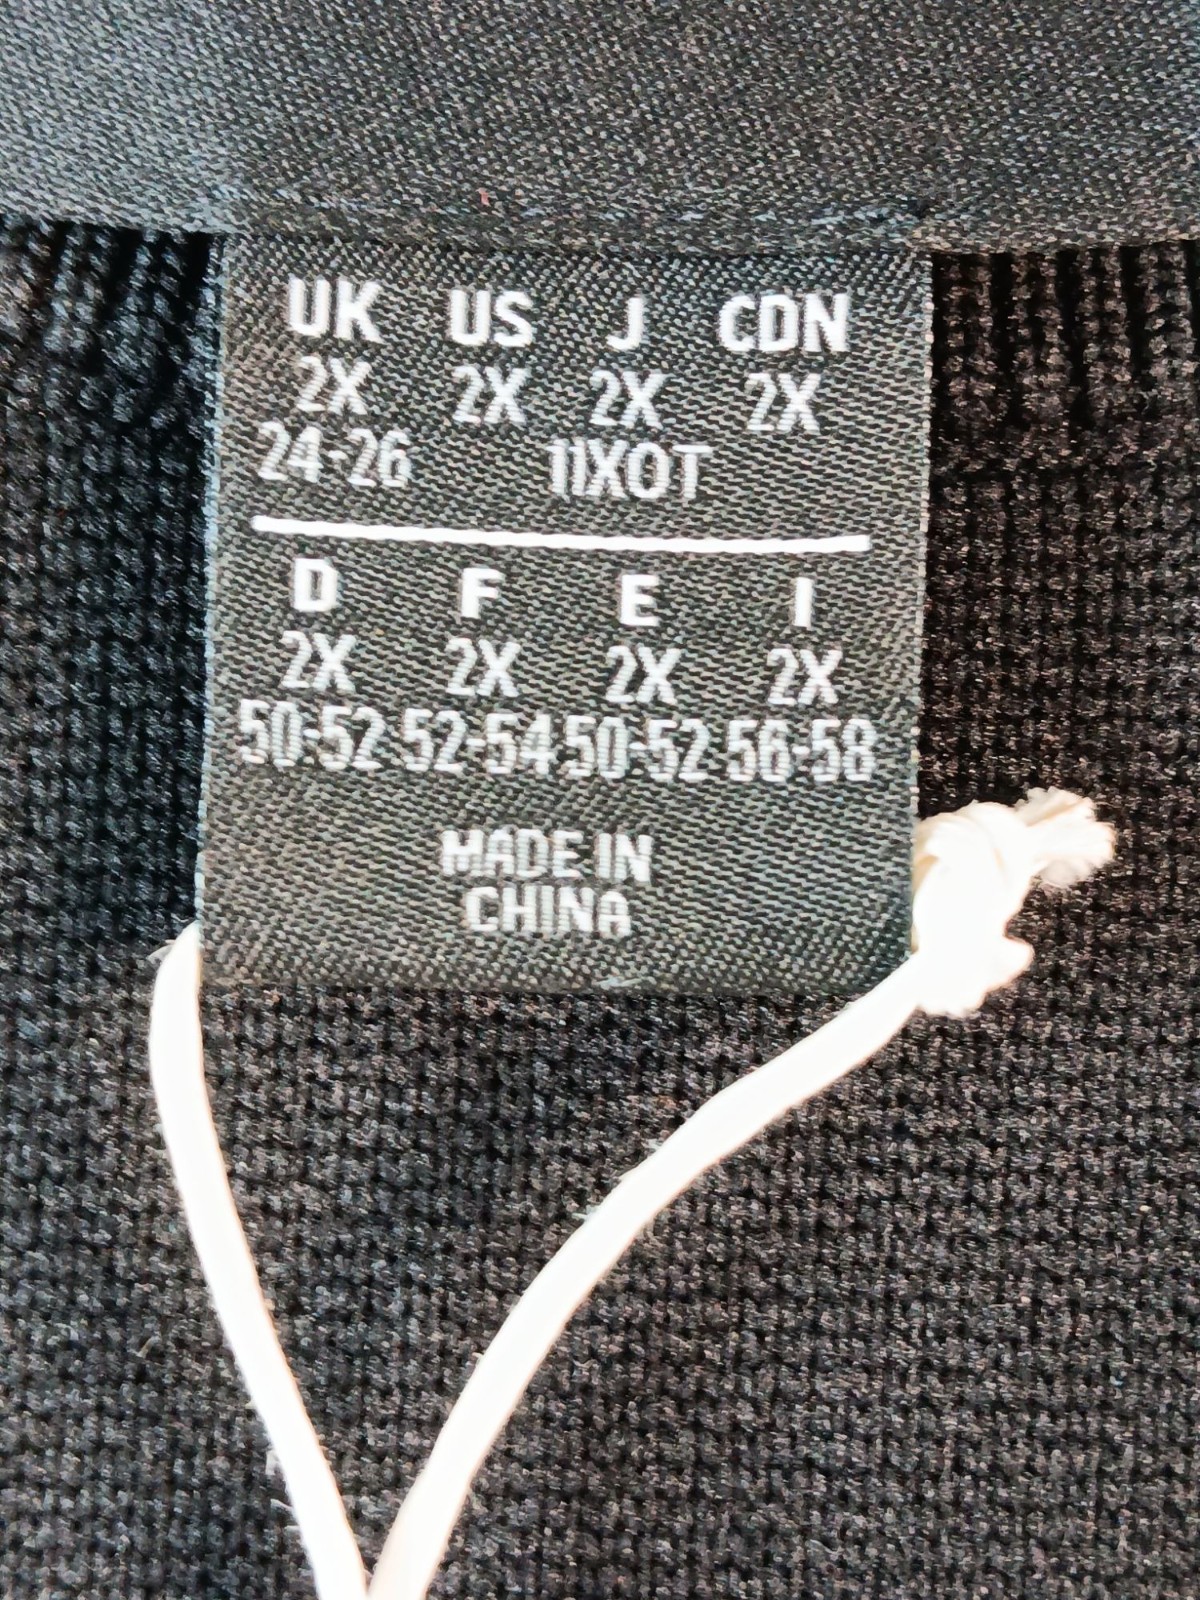 UK US J CDN
2X 2X 2X 2X
24-26 11XOT
D F E I
2X 2X 2X 2X
50-52 52-54 50-52 56-58
MADE IN
CHINA